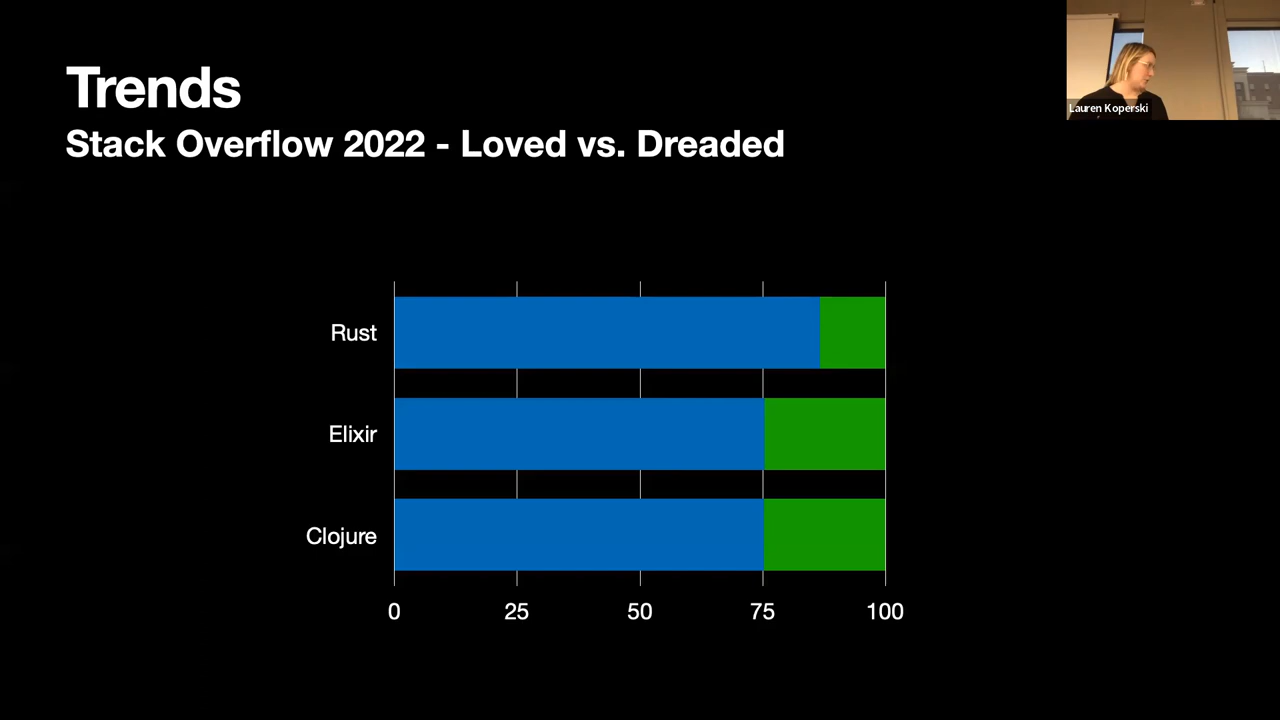 Trends
Stack Overflow 2022 - Loved vs. Dreaded
Lauren Koperski
Rust
Elixir
Clojure
0 25 50 75 100